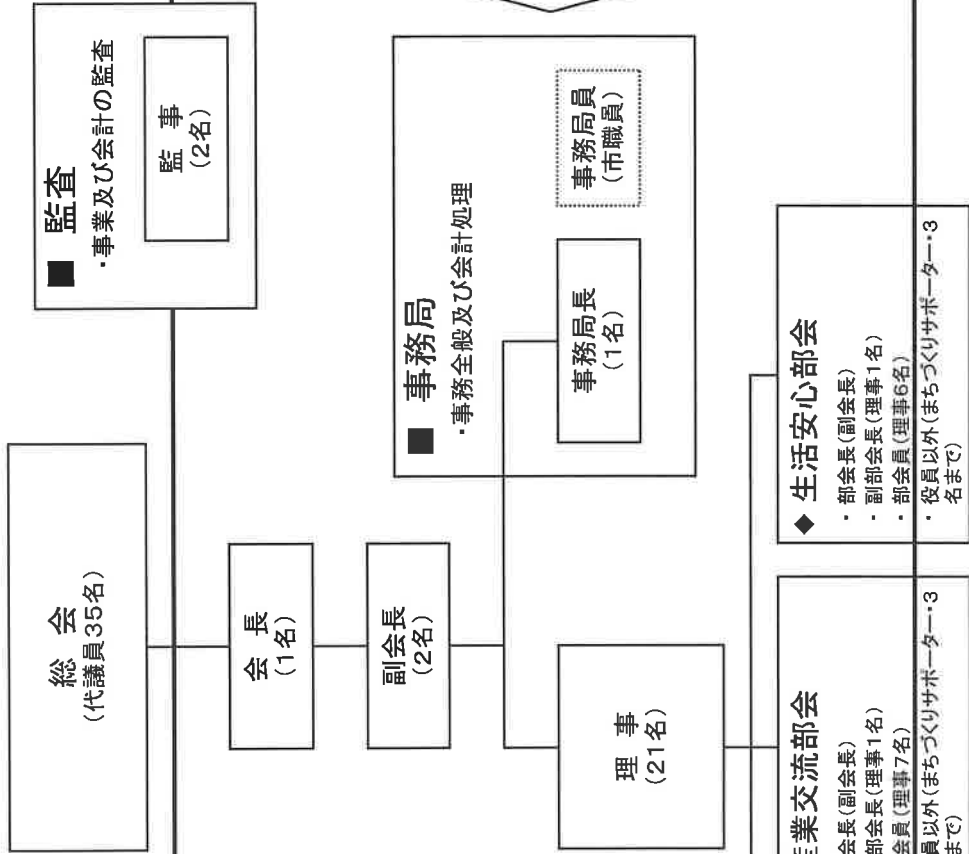 総 会
(代議員35名)
■ 監査
・事業及び会計の監査
監 事
(2名)
会 長
(1名)
副会長
(2名)
■ 事務局
・事務全般及び会計処理
事務局長
(1名)
事務局員
(市職員)
理 事
(21名)
業交流部会
会長(副会長)
部会長(理事1名)
会員(理事7名)
員以外(まちづくりサポーター・3
まで)
◆ 生活安心部会
・ 部会長(副会長)
・ 副部会長(理事1名)
・ 部会員(理事6名)
・ 役員以外(まちづくりサポーター・3
名まで)